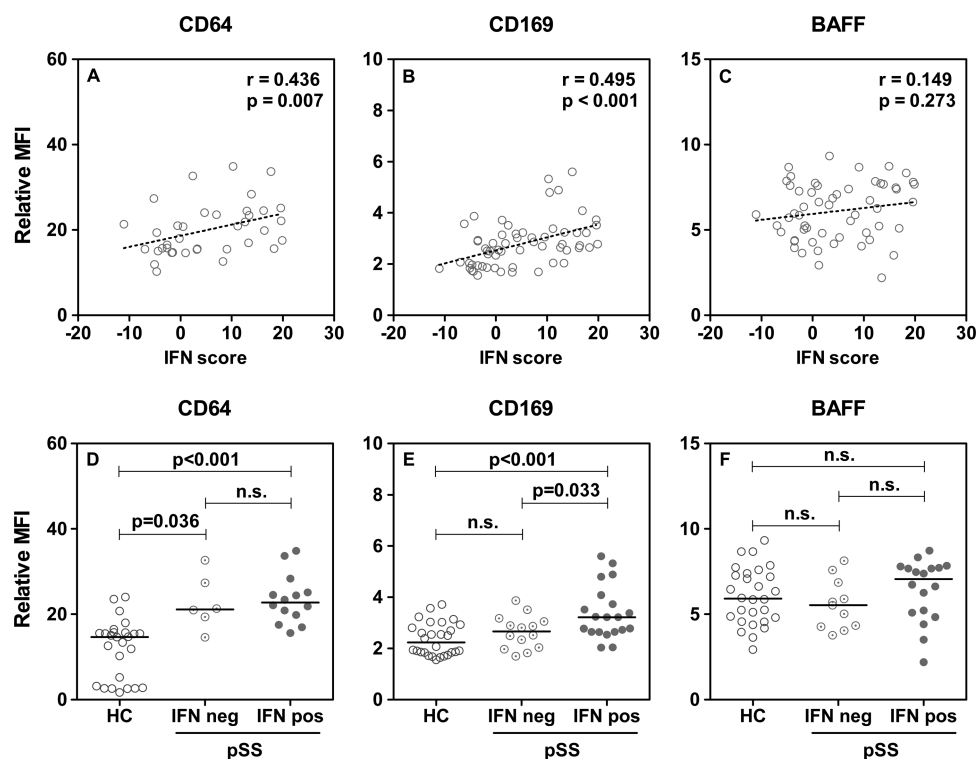 CD64
CD169
BAFF
A
r = 0.436
p = 0.007
B
r = 0.495
p < 0.001
C
r = 0.149
p = 0.273
Relative MFI
60
40
20
0
10
8
6
4
2
0
15
10
5
0
-20 -10 0 10 20 30
-20 -10 0 10 20 30
-20 -10 0 10 20 30
IFN score
IFN score
IFN score
CD64
CD169
BAFF
D
p<0.001
n.s.
p=0.036
E
p<0.001
p=0.033
n.s.
F
n.s.
n.s.
n.s.
Relative MFI
60
40
20
0
10
8
6
4
2
0
15
10
5
0
HC IFN neg IFN pos
HC IFN neg IFN pos
HC IFN neg IFN pos
pSS
pSS
pSS